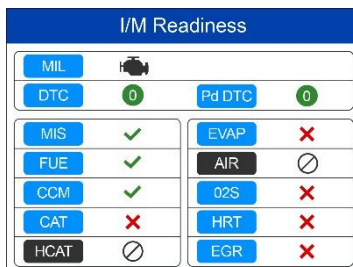 I/M Readiness
MIL
DTC 0 Pd DTC 0
MIS EVAP
FUE AIR
CCM 02S
CAT HRT
HCAT EGR